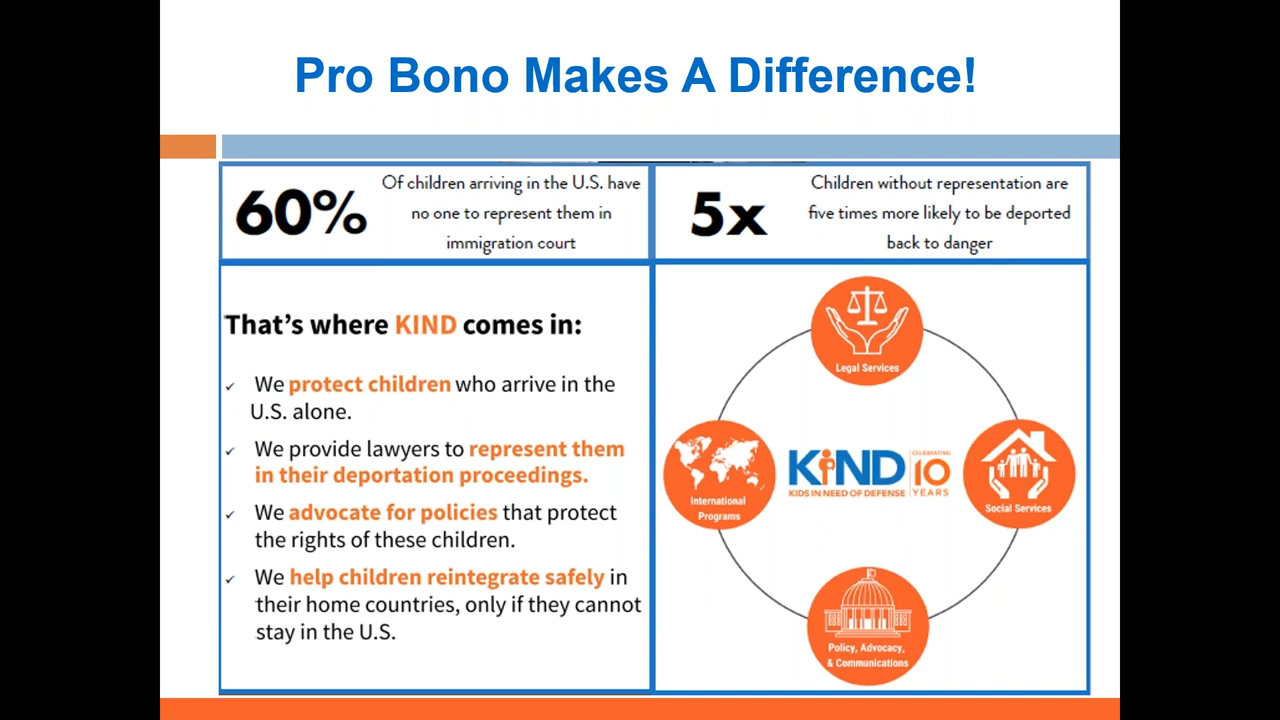 Pro Bono Makes A Difference!
60%
Of children arriving in the U.S. have
no one to represent them in
immigration court
5x
Children without representation are
five times more likely to be deported
back to danger
That's where KIND comes in:
✓ We protect children who arrive in the
U.S. alone.
✓ We provide lawyers to represent them
in their deportation proceedings.
✓ We advocate for policies that protect
the rights of these children.
✓ We help children reintegrate safely in
their home countries, only if they cannot
stay in the U.S.
Legal Services
International
Programs
KIND
KIDS IN NEED OF DEFENSE
CELEBRATING
10
YEARS
Social Services
Policy, Advocacy,
& Communications